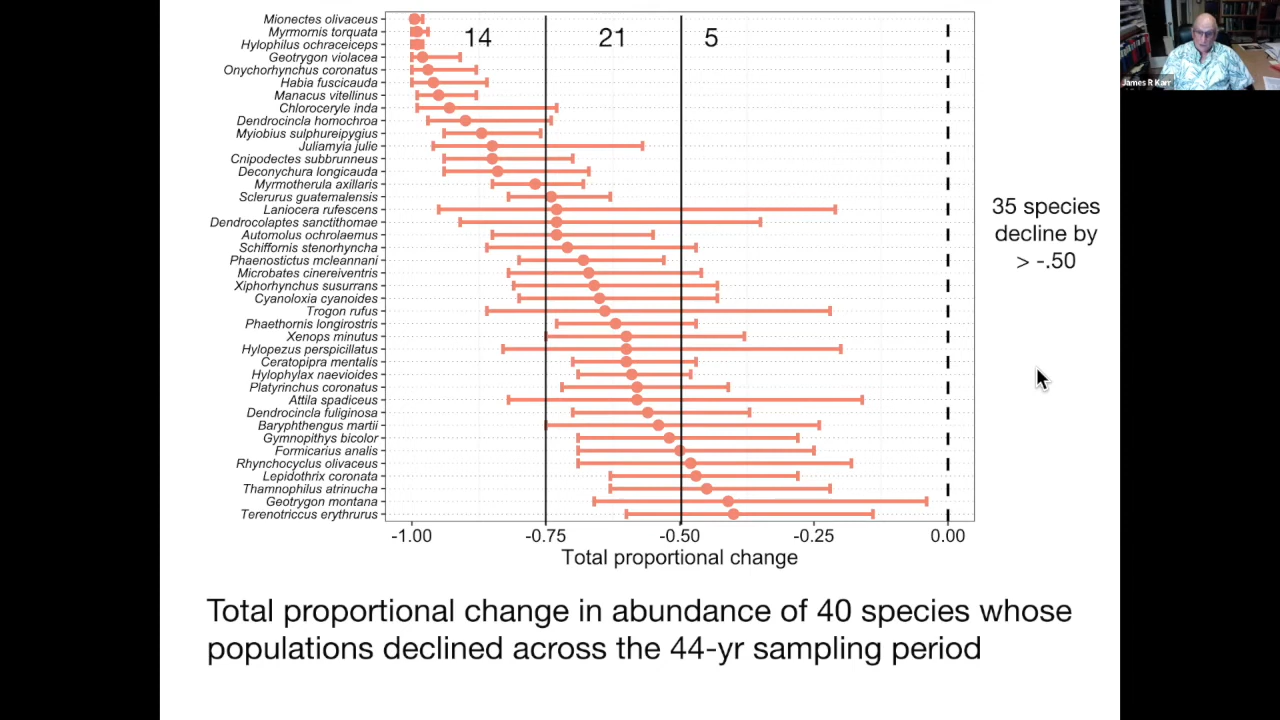 Mionectes olivaceus
Myrmornis torquata
Hylophilus ochraceiceps
Geotrygon violacea
Onychorhynchus coronatus
Habia fuscicauda
Manacus vitellinus
Chloroceryle inda
Dendrocincla homochroa
Myiobius sulphureipygius
Juliamyia julie
Cnipodectes subbrunneus
Deconychura longicauda
Myrmotherula axillaris
Sclerurus guatemalensis
Laniocera rufescens
Dendrocolaptes sanctithomae
Automolus ochrolaemus
Schiffornis stenorhyncha
Phaenostictus mcleannani
Microbates cinereiventris
Xiphorhynchus susurrans
Cyanoloxia cyanoides
Trogon rufus
Phaethornis longirostris
Xenops minutus
Hylopezus perspicillatus
Ceratopipra mentalis
Hylophylax naevioides
Platyrinchus coronatus
Attila spadiceus
Dendrocincla fuliginosa
Baryphthengus martii
Gymnopithys bicolor
Formicarius analis
Rhynchocyclus olivaceus
Lepidothrix coronata
Thamnophilus atrinucha
Geotrygon montana
Terenotriccus erythrurus
14 21 5
-1.00 -0.75 -0.50 -0.25 0.00
Total proportional change
35 species
decline by
> -.50
James R Karr
Total proportional change in abundance of 40 species whose
populations declined across the 44-yr sampling period